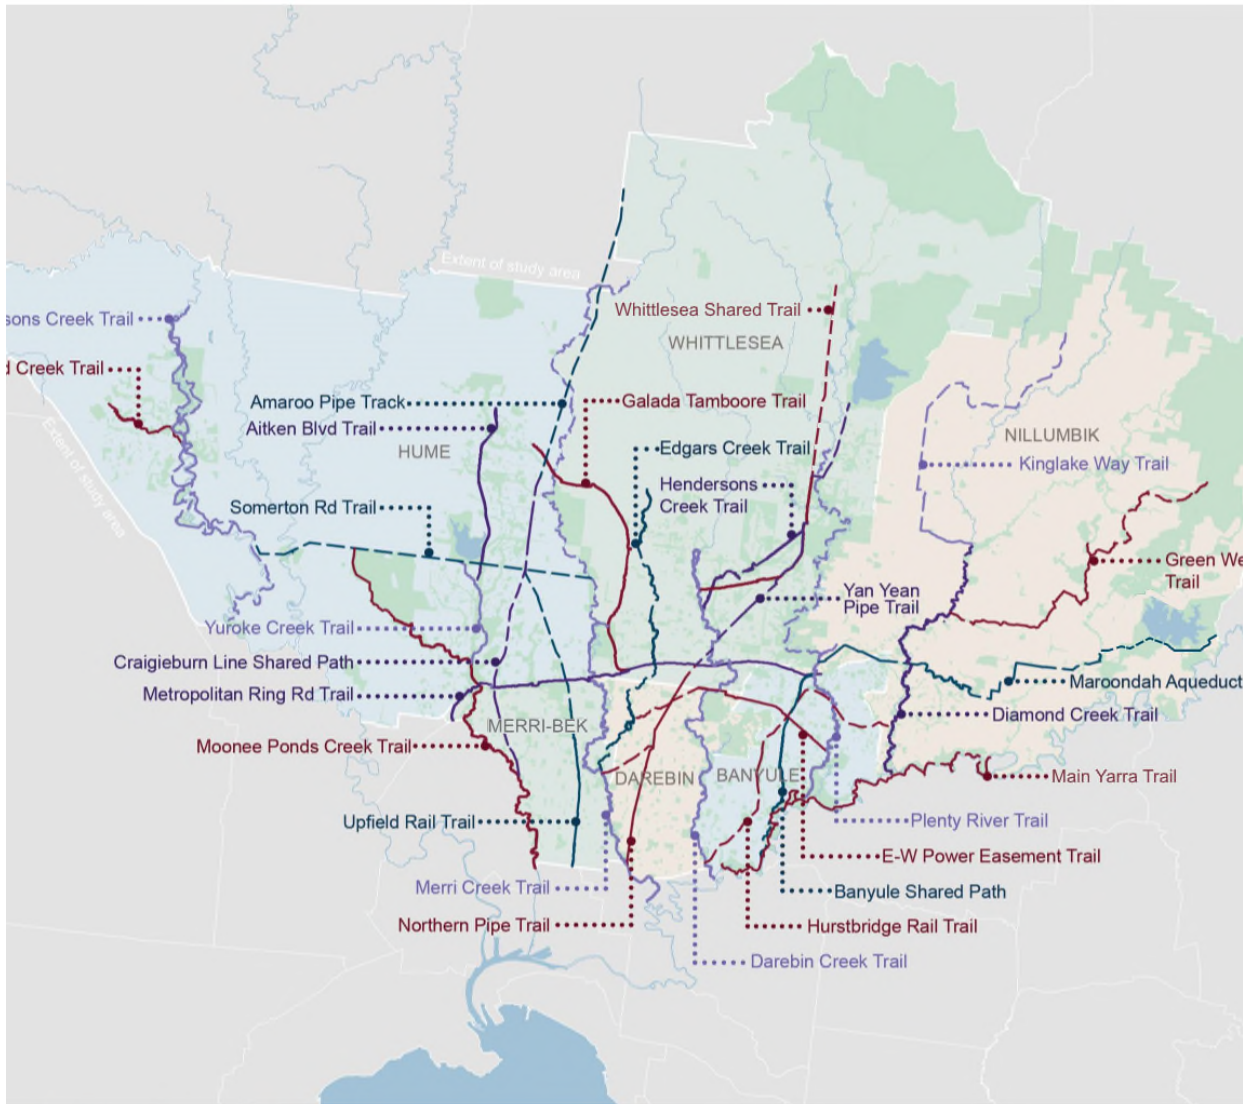 Extent of study area
Whittlesea Shared Trail
sons Creek Trail
WHITTLESEA
d Creek Trail
Amaroo Pipe Track
Galada Tamboore Trail
Aitken Blvd Trail
HUME
NILLUMBIK
Edgars Creek Trail
Kinglake Way Trail
Extent of study area
Hendersons
Creek Trail
Somerton Rd Trail
Green We
Trail
Yan Yean
Pipe Trail
Yuroke Creek Trail
Craigieburn Line Shared Path
Maroondah Aqueduct
Metropolitan Ring Rd Trail
Diamond Creek Trail
MERRI-BEK
Moonee Ponds Creek Trail
DAREBIN
BANYULE
Main Yarra Trail
Upfield Rail Trail
Plenty River Trail
E-W Power Easement Trail
Merri Creek Trail
Banyule Shared Path
Northern Pipe Trail
Hurstbridge Rail Trail
Darebin Creek Trail